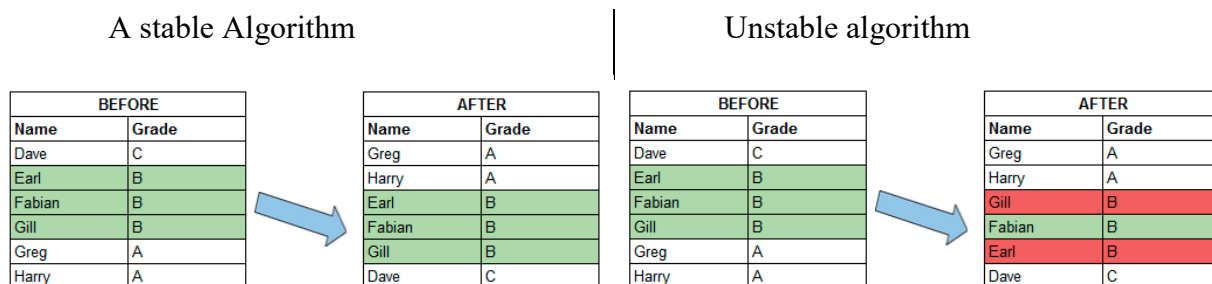 A stable Algorithm
Unstable algorithm
BEFORE
Name Grade
Dave C
Earl B
Fabian B
Gill B
Greg A
Harry A
AFTER
Name Grade
Greg A
Harry A
Earl B
Fabian B
Gill B
Dave C
BEFORE
Name Grade
Dave C
Earl B
Fabian B
Gill B
Greg A
Harry A
AFTER
Name Grade
Greg A
Harry A
Gill B
Fabian B
Earl B
Dave C